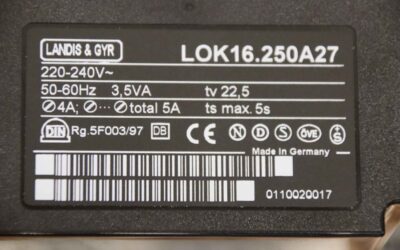 LANDIS & GYR LOK16.250A27
220-240V~
50-60Hz 3,5VA tv 22,5
4A; ... total 5A ts max. 5s
DIN Rg.5F003/97 DB CE N D S ÖVE +S
Made in Germany
0110020017